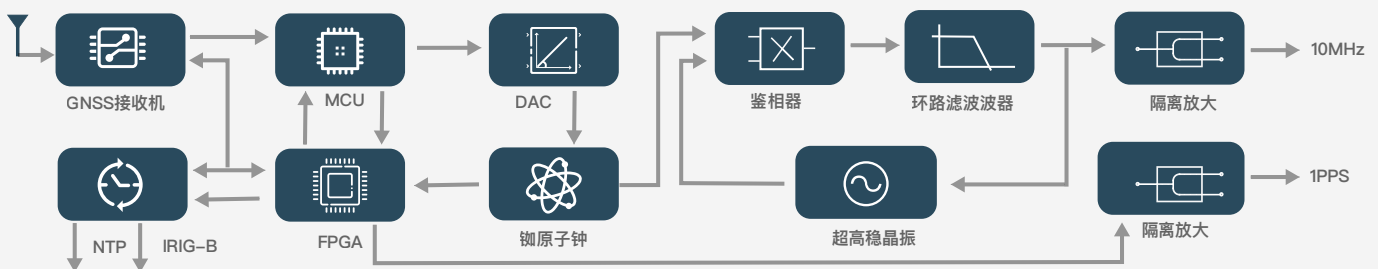 GNSS接收机
MCU
DAC
鉴相器
环路滤波波器
隔离放大
10MHz
NTP
IRIG-B
FPGA
铷原子钟
超高稳晶振
隔离放大
1PPS